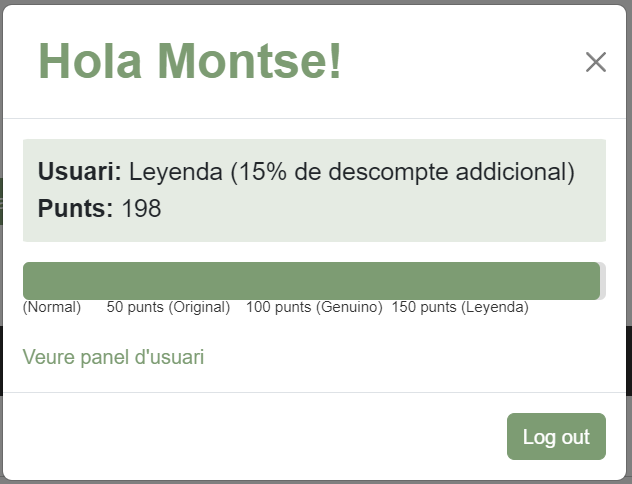 Hola Montse!
Usuari: Leyenda (15% de descompte addicional)
Punts: 198
(Normal) 50 punts (Original) 100 punts (Genuino) 150 punts (Leyenda)
Veure panel d'usuari
Log out